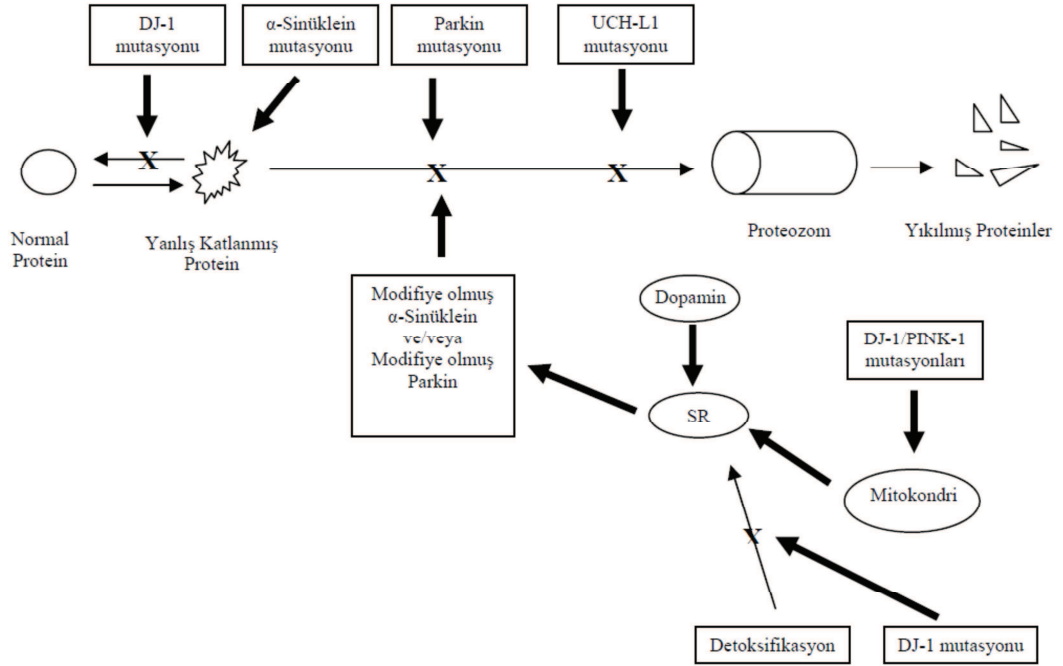 DJ-1
mutasyonu
α-Sinüklein
mutasyonu
Parkin
mutasyonu
UCH-L1
mutasyonu
X
X
X
Normal
Protein
Yanlış Katlanmış
Protein
Proteozom
Yıkılmış Proteinler
Modifiye olmuş
α-Sinüklein
ve/veya
Modifiye olmuş
Parkin
Dopamin
DJ-1/PINK-1
mutasyonları
SR
Mitokondri
X
Detoksifikasyon
DJ-1 mutasyonu